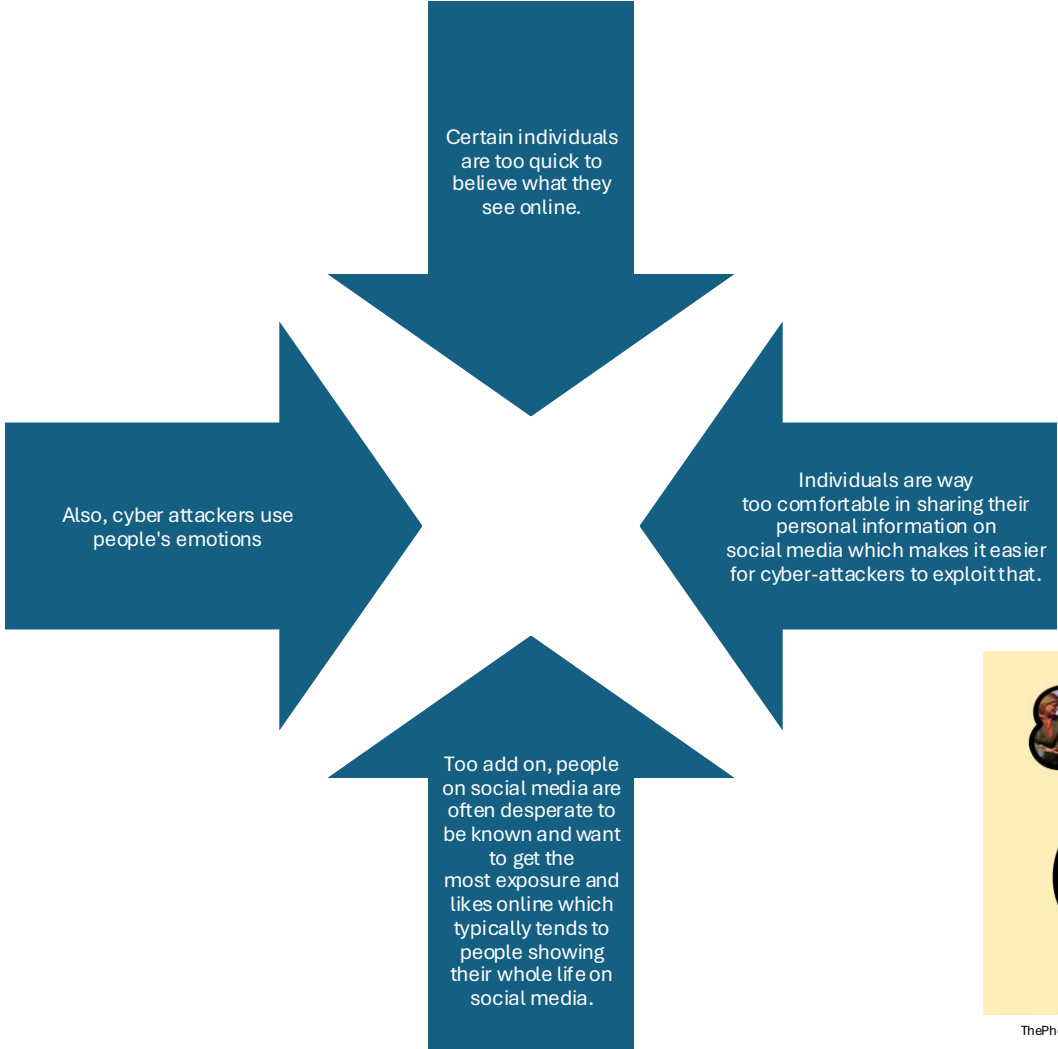 Certain individuals
are too quick to
believe what they
see online.
Also, cyber attackers use
people's emotions
Individuals are way
too comfortable in sharing their
personal information on
social media which makes it easier
for cyber-attackers to exploit that.
Too add on, people
on social media are
often desperate to
be known and want
to get the
most exposure and
likes online which
typically tends to
people showing
their whole life on
social media.